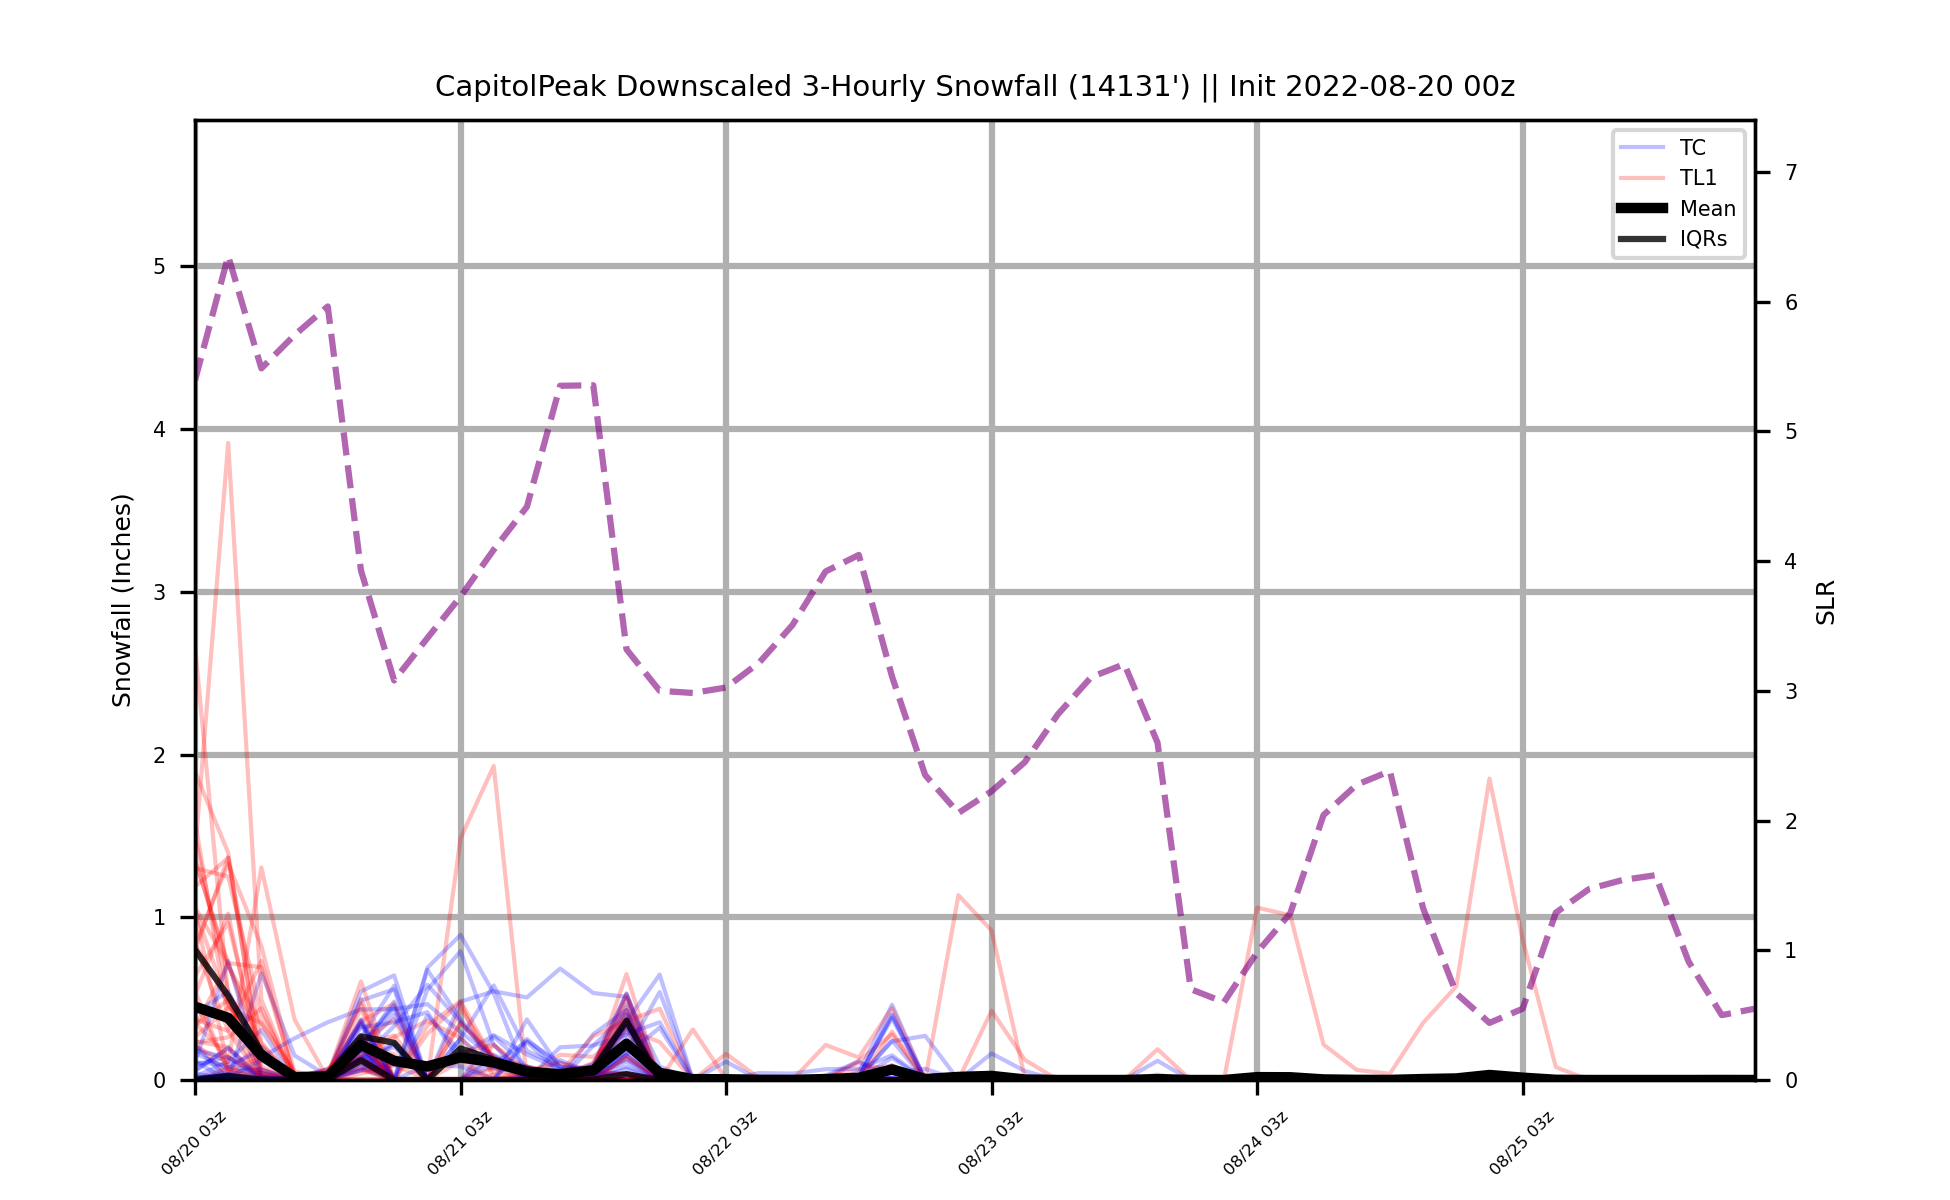 CapitolPeak Downscaled 3-Hourly Snowfall (14131') || Init 2022-08-20 00z
TC
TL1
Mean
IQRs
Snowfall (Inches)
5
4
3
2
1
0
7
6
5
4
3
2
1
0
SLR
08/20 03z
08/21 03z
08/22 03z
08/23 03z
08/24 03z
08/25 03z